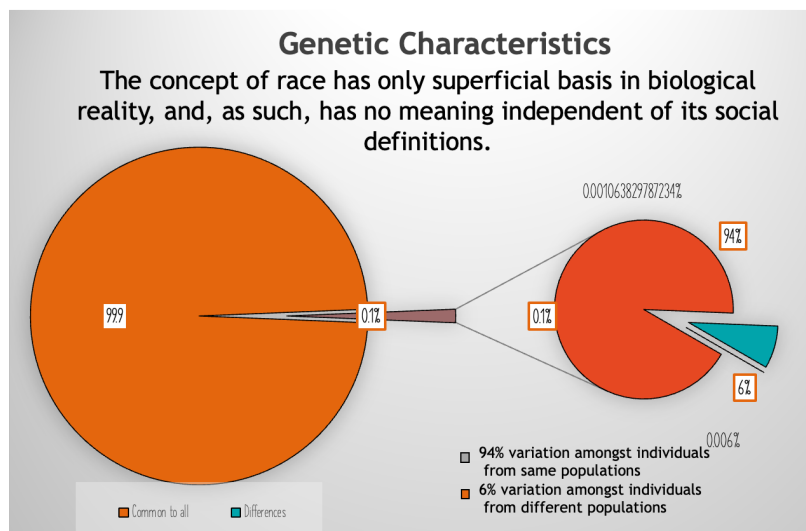 Genetic Characteristics
The concept of race has only superficial basis in biological
reality, and, as such, has no meaning independent of its social
definitions.
0.001063829787234%
94%
99.9
0.1%
0.1%
6%
0.006%
94% variation amongst individuals
from same populations
6% variation amongst individuals
from different populations
Common to all
Differences